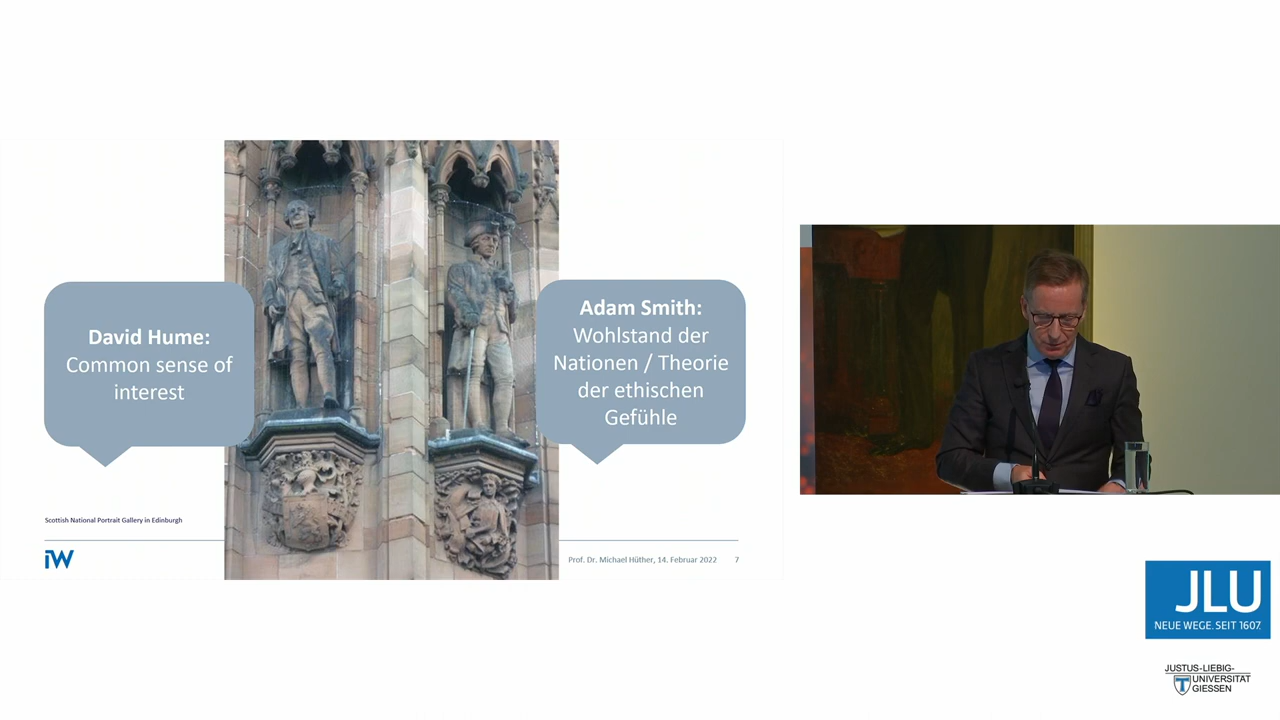 David Hume:
Common sense of
interest
Adam Smith:
Wohlstand der
Nationen / Theorie
der ethischen
Gefühle
Scottish National Portrait Gallery in Edinburgh
iW
Prof. Dr. Michael Hüther, 14. Februar 2022 7
JLU
NEUE WEGE. SEIT 1607.
JUSTUS-LIEBIG-
UNIVERSITÄT
GIESSEN